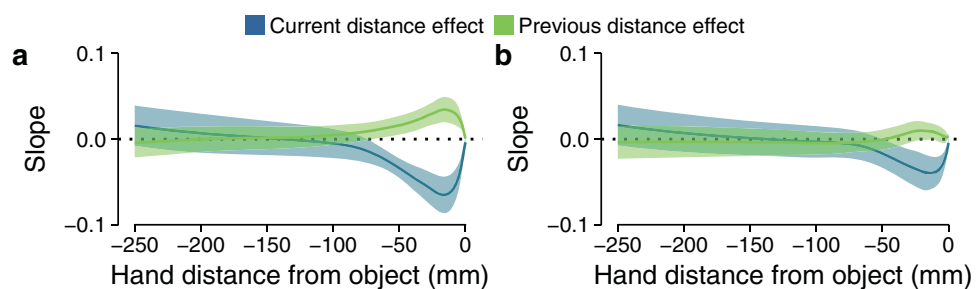 Current distance effect Previous distance effect
a
b
0.1
0.0
−0.1
Slope
−250 −200 −150 −100 −50 0
Hand distance from object (mm)
0.1
0.0
−0.1
Slope
−250 −200 −150 −100 −50 0
Hand distance from object (mm)